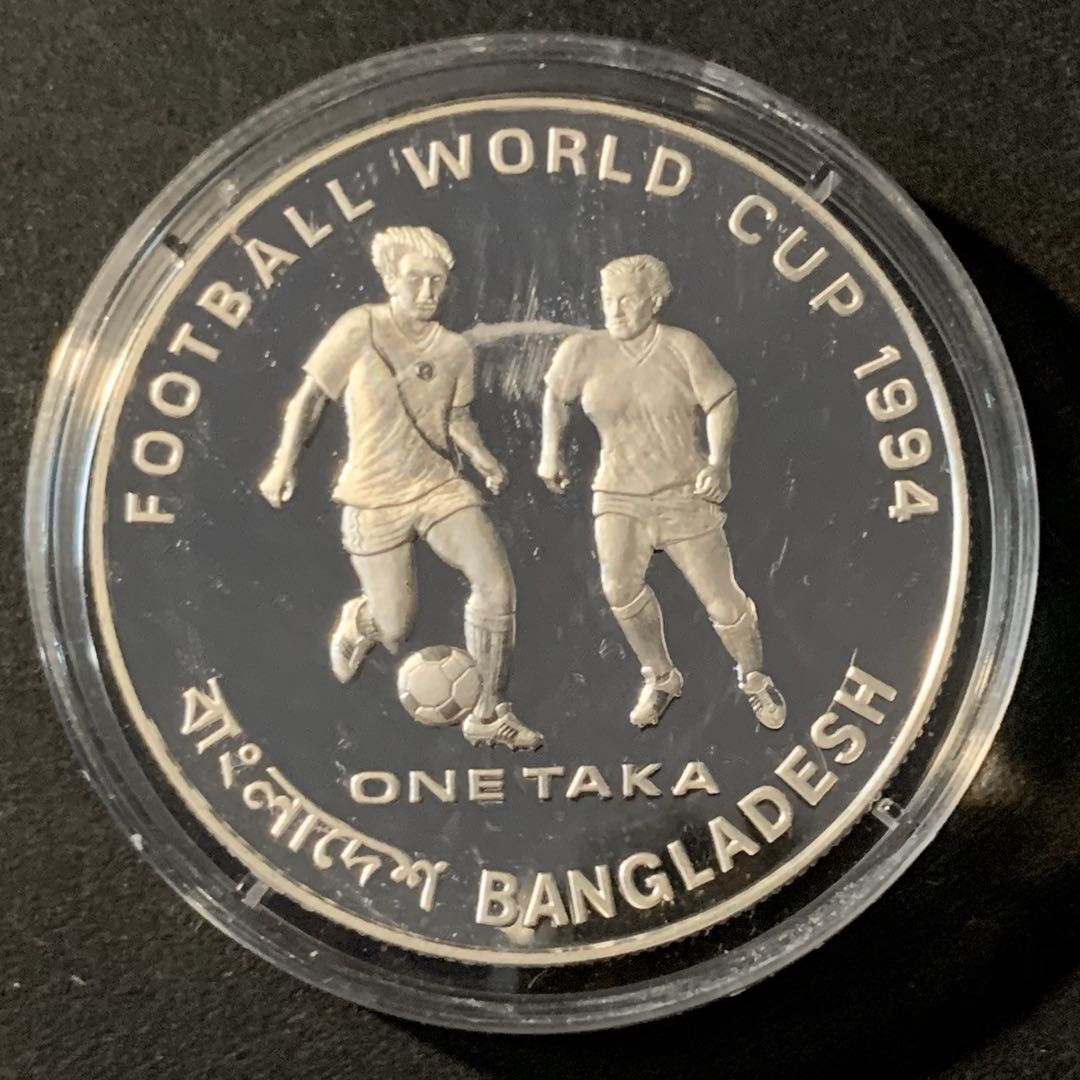 FOOTBALL WORLD CUP 1994
ONE TAKA
বাংলাদেশ BANGLADESH